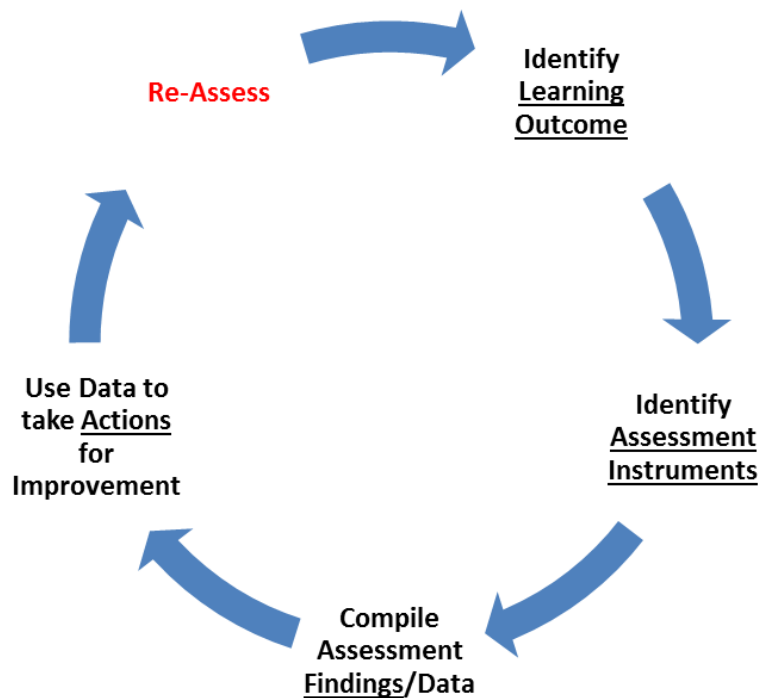 Re-Assess
Identify
Learning
Outcome
Identify
Assessment
Instruments
Compile
Assessment
Findings/Data
Use Data to
take Actions
for
Improvement